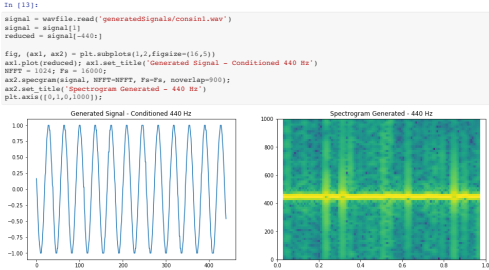 In [13]:
signal = wavfile.read('generatedSignals/consin1.wav')
signal = signal[1]
reduced = signal[-440:]
fig, (ax1, ax2) = plt.subplots(1,2,figsize=(16,5))
ax1.plot(reduced); ax1.set_title('Generated Signal - Conditioned 440 Hz')
NFFT = 1024; Fs = 16000
ax2.specgram(signal, NFFT=NFFT, Fs=Fs, noverlap=900);
ax2.set_title('Spectrogram Generated - 440 Hz')
plt.axis([0,1,0,1000]);
Generated Signal - Conditioned 440 Hz
1.00
0.75
0.50
0.25
0.00
−0.25
−0.50
−0.75
−1.00
0 100 200 300 400
Spectrogram Generated - 440 Hz
1000
800
600
400
200
0
0.0 0.2 0.4 0.6 0.8 1.0